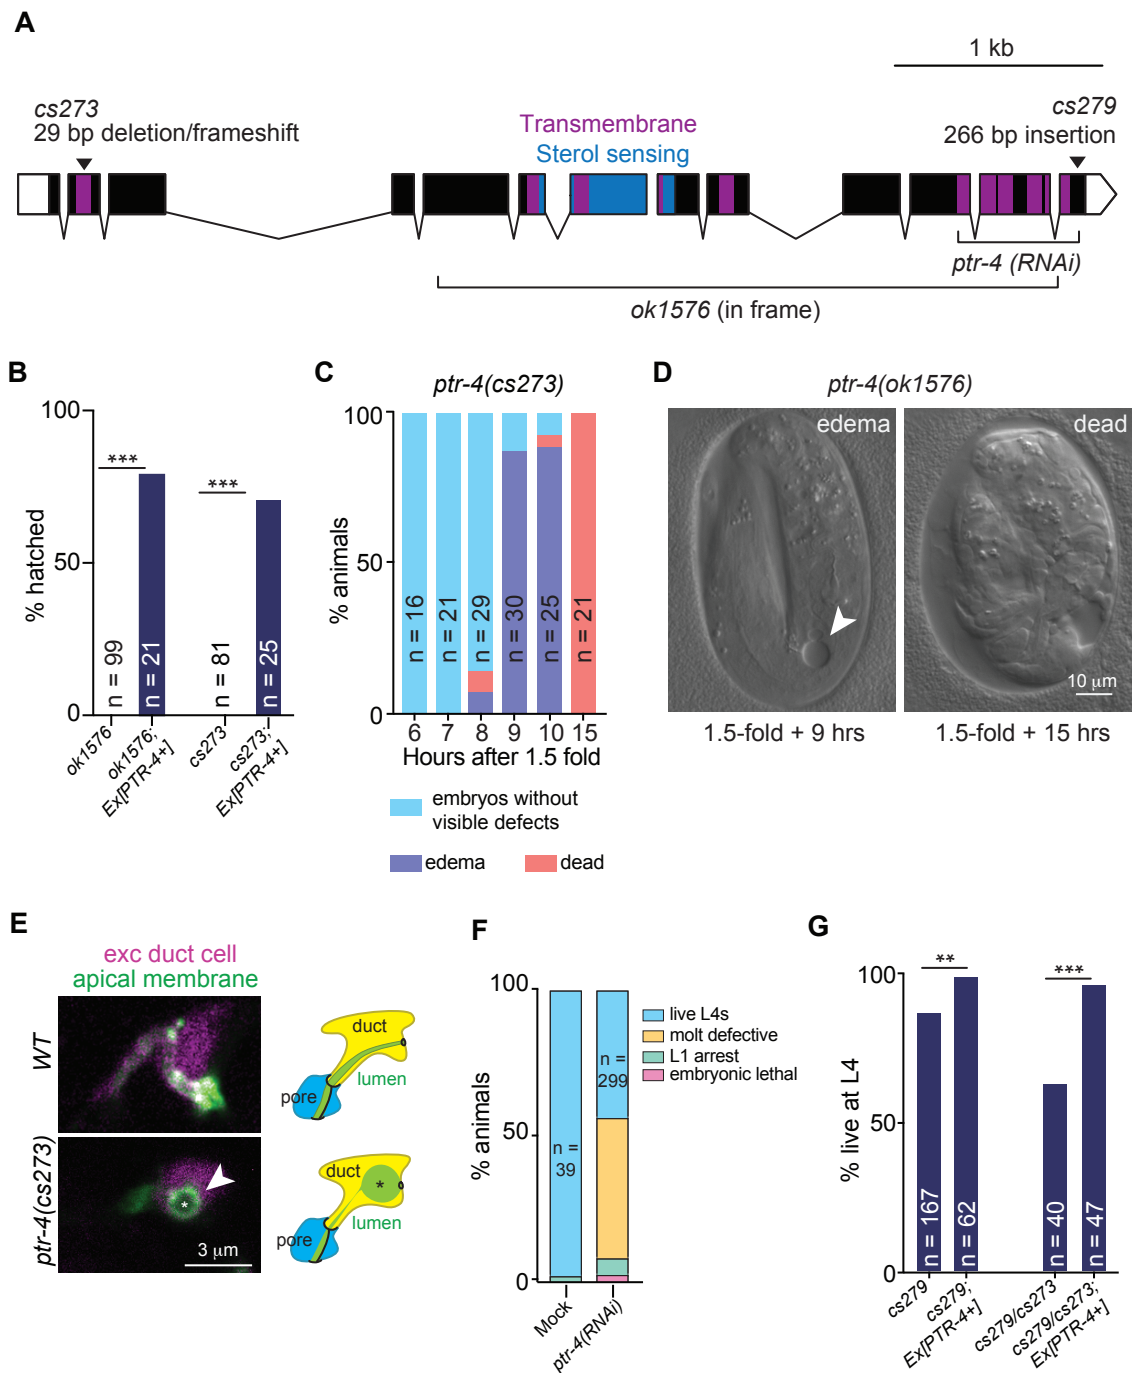 A
1 kb
cs273
29 bp deletion/frameshift
Transmembrane
Sterol sensing
cs279
266 bp insertion
ptr-4 (RNAi)
ok1576 (in frame)
B
% hatched
100
50
0
***
***
n = 99
n = 21
n = 81
n = 25
ok1576
ok1576;
Ex[PTR-4+]
cs273
cs273;
Ex[PTR-4+]
C
ptr-4(cs273)
% animals
100
50
0
n = 16
n = 21
n = 29
n = 30
n = 25
n = 21
6 7 8 9 10 15
Hours after 1.5 fold
embryos without
visible defects
edema
dead
D
ptr-4(ok1576)
edema
dead
10 μm
1.5-fold + 9 hrs
1.5-fold + 15 hrs
E
exc duct cell
apical membrane
WT
duct
lumen
pore
ptr-4(cs273)
*
3 μm
duct
*
lumen
pore
F
% animals
100
50
0
n =
39
n =
299
live L4s
molt defective
L1 arrest
embryonic lethal
Mock
ptr-4(RNAi)
G
% live at L4
100
50
0
**
***
n = 167
n = 62
n = 40
n = 47
cs279
cs279;
Ex[PTR-4+]
cs279/cs273
cs279/cs273;
Ex[PTR-4+]